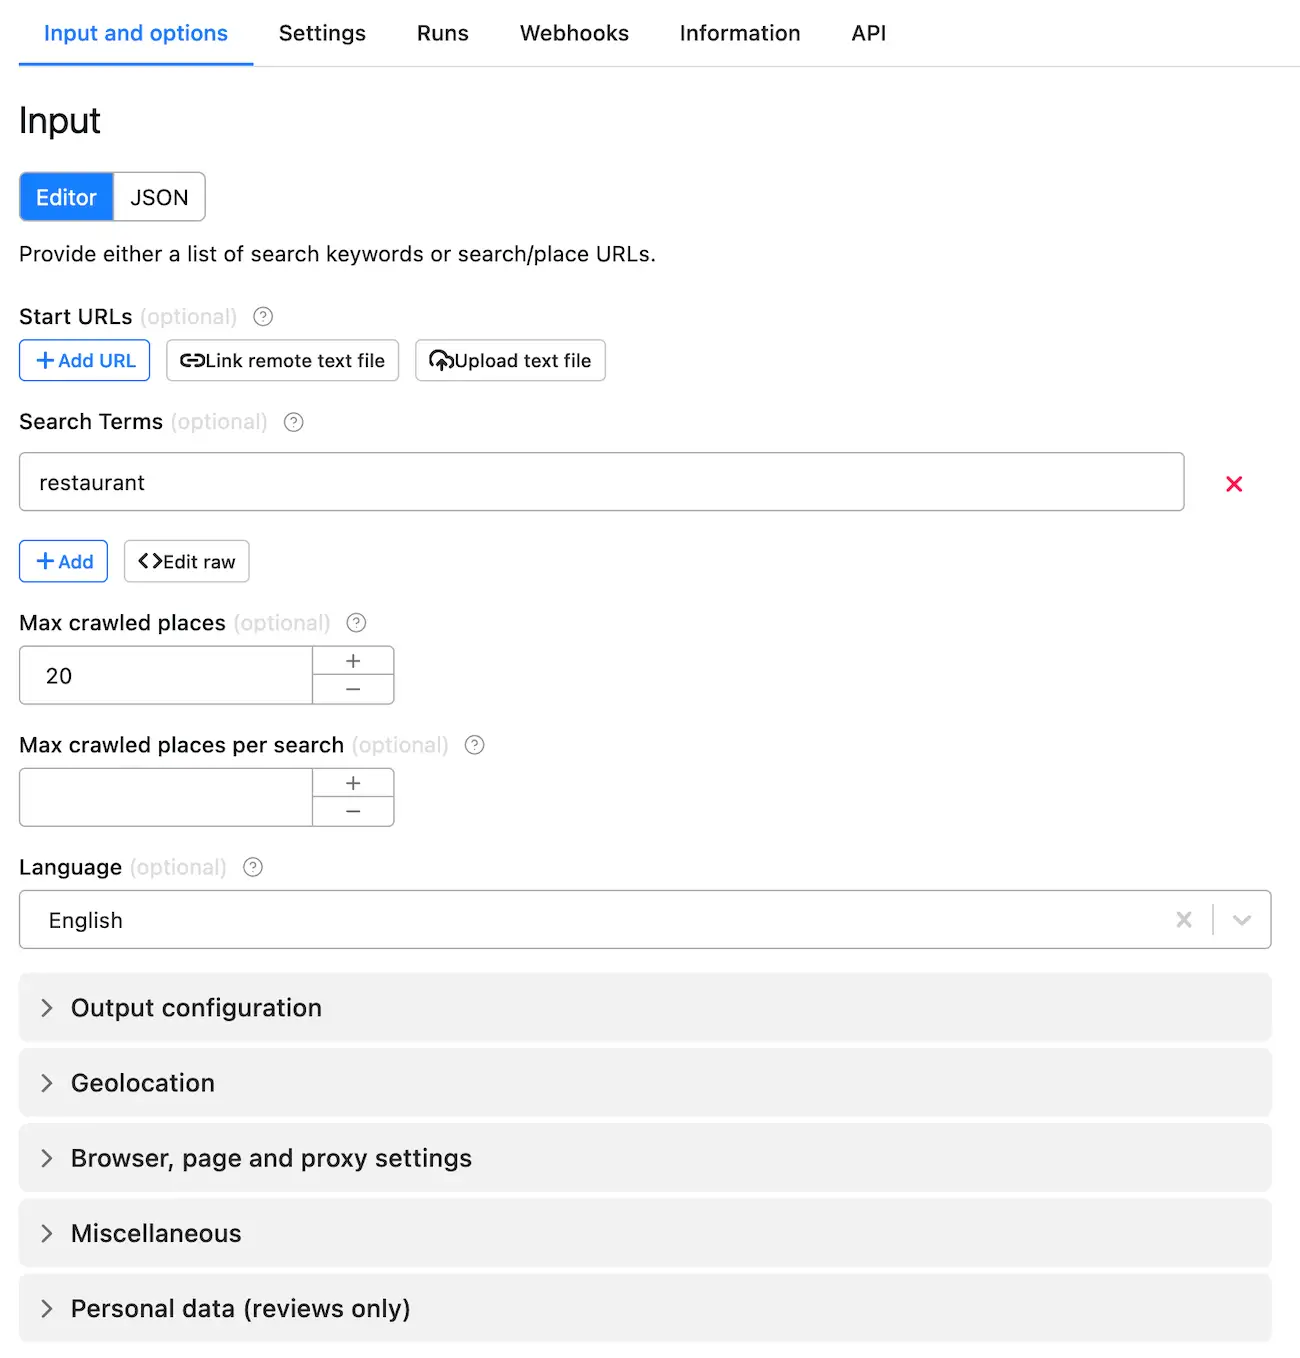 Input and options Settings Runs Webhooks Information API
Input
Editor JSON
Provide either a list of search keywords or search/place URLs.
Start URLs (optional) ?
+ Add URL Link remote text file Upload text file
Search Terms (optional) ?
restaurant
+ Add <> Edit raw
Max crawled places (optional) ?
20
Max crawled places per search (optional) ?
Language (optional) ?
English
Output configuration
Geolocation
Browser, page and proxy settings
Miscellaneous
Personal data (reviews only)